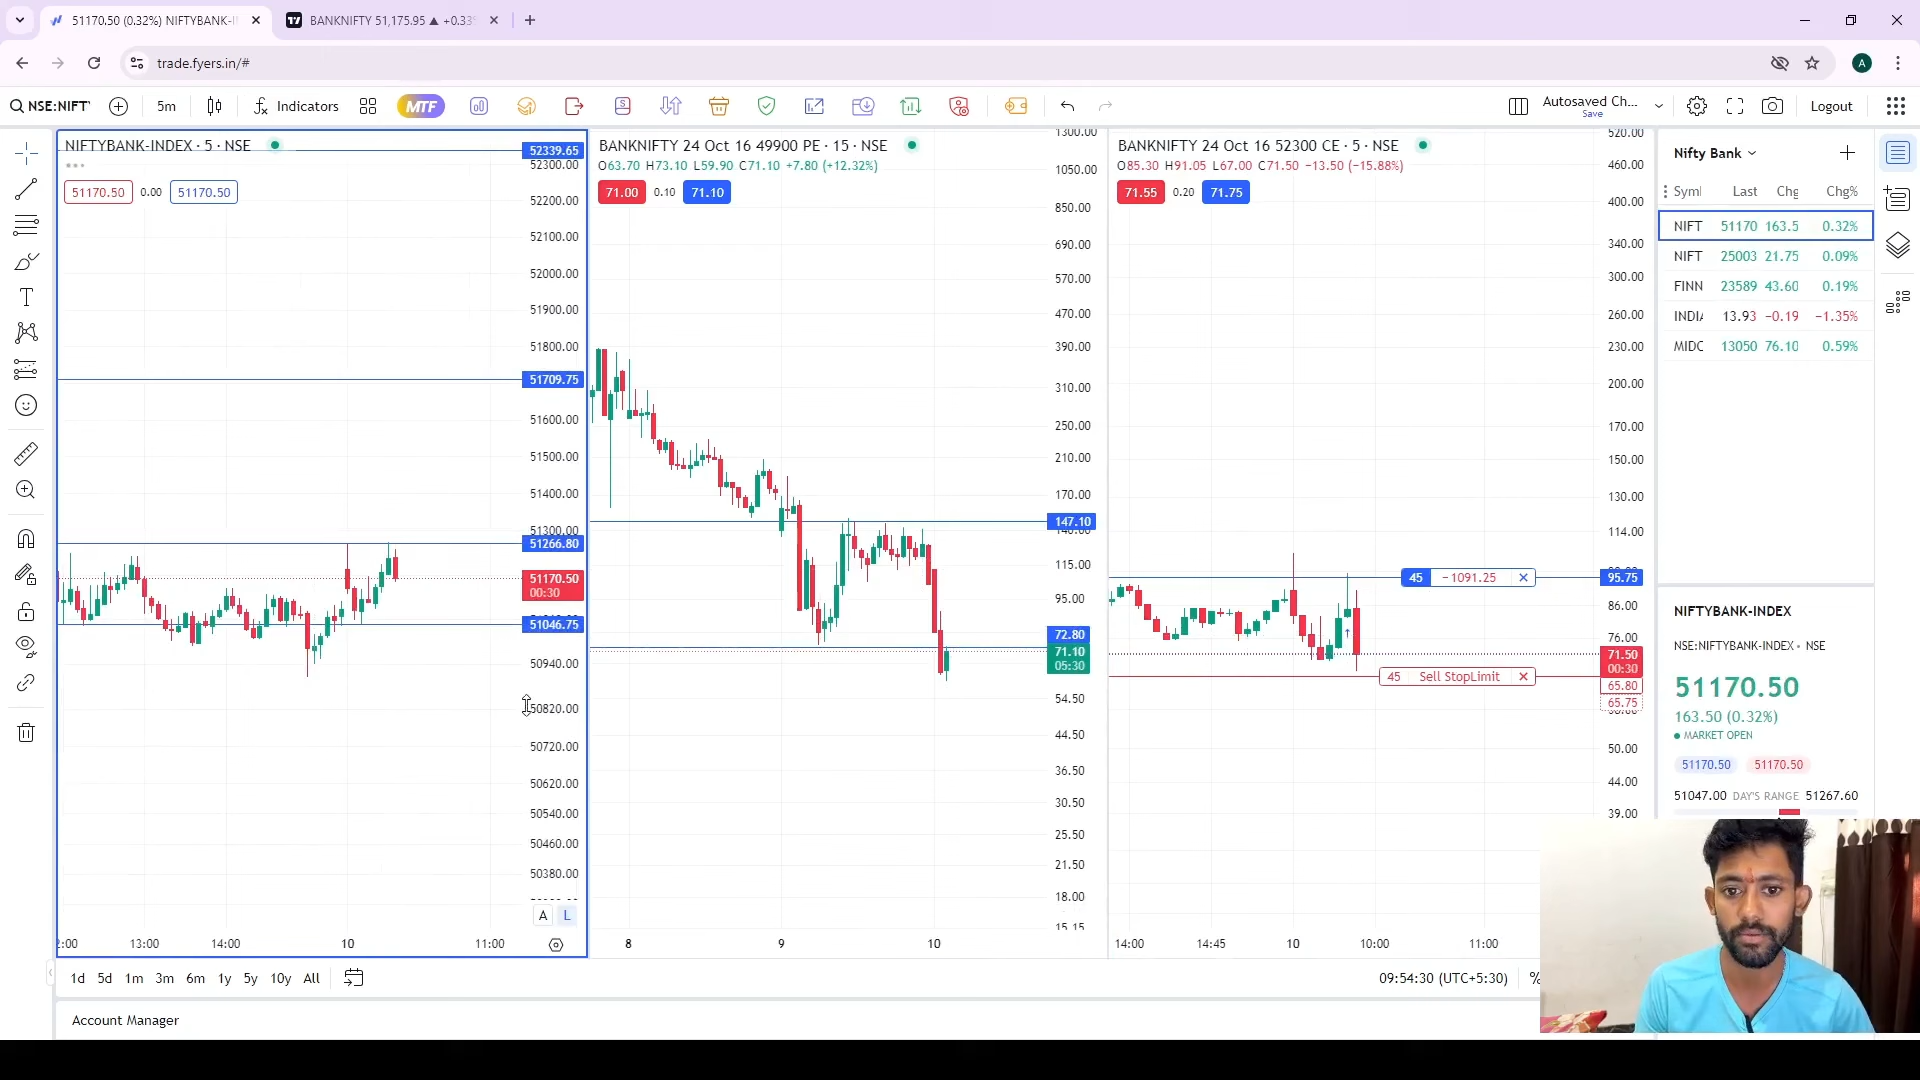 51170.50 (0.32%) NIFTYBANK-I
BANKNIFTY 51,175.95 ▲ +0.33
trade.fyers.in/#
A
NSE:NIFTY
5m
Indicators
MTF
Autosaved Ch...
Save
Logout
NIFTYBANK-INDEX · 5 · NSE
51170.50 0.00 51170.50
52339.65
52300.00
52200.00
52100.00
52000.00
51900.00
51800.00
51709.75
51600.00
51500.00
51400.00
51300.00
51266.80
51170.50
00:30
51046.75
50940.00
50820.00
50720.00
50620.00
50540.00
50460.00
50380.00
A L
13:00 14:00 10 11:00
BANKNIFTY 24 Oct 16 49900 PE · 15 · NSE
O63.70 H73.10 L59.90 C71.10 +7.80 (+12.32%)
71.00 0.10 71.10
1300.00
1050.00
850.00
690.00
570.00
470.00
390.00
310.00
250.00
210.00
170.00
147.10
140.00
115.00
95.00
72.80
71.10
05:30
54.50
44.50
36.50
30.50
25.50
21.50
18.00
15.15
8 9 10
BANKNIFTY 24 Oct 16 52300 CE · 5 · NSE
O85.30 H91.05 L67.00 C71.50 −13.50 (−15.88%)
71.55 0.20 71.75
520.00
460.00
400.00
340.00
300.00
260.00
230.00
200.00
170.00
150.00
130.00
114.00
45 −1091.25
95.75
86.00
76.00
71.50
00:30
45 Sell StopLimit
65.80
65.75
50.00
44.00
39.00
14:00 14:45 10 10:00 11:00
Nifty Bank
Syml Last Chg Chg%
NIFT 51170 163.5 0.32%
NIFT 25003 21.75 0.09%
FINN 23589 43.60 0.19%
INDIA 13.93 −0.19 −1.35%
MIDC 13050 76.10 0.59%
NIFTYBANK-INDEX
NSE:NIFTYBANK-INDEX • NSE
51170.50
163.50 (0.32%)
MARKET OPEN
51170.50 51170.50
51047.00 DAY'S RANGE 51267.60
1d 5d 1m 3m 6m 1y 5y 10y All
09:54:30 (UTC+5:30) %
Account Manager